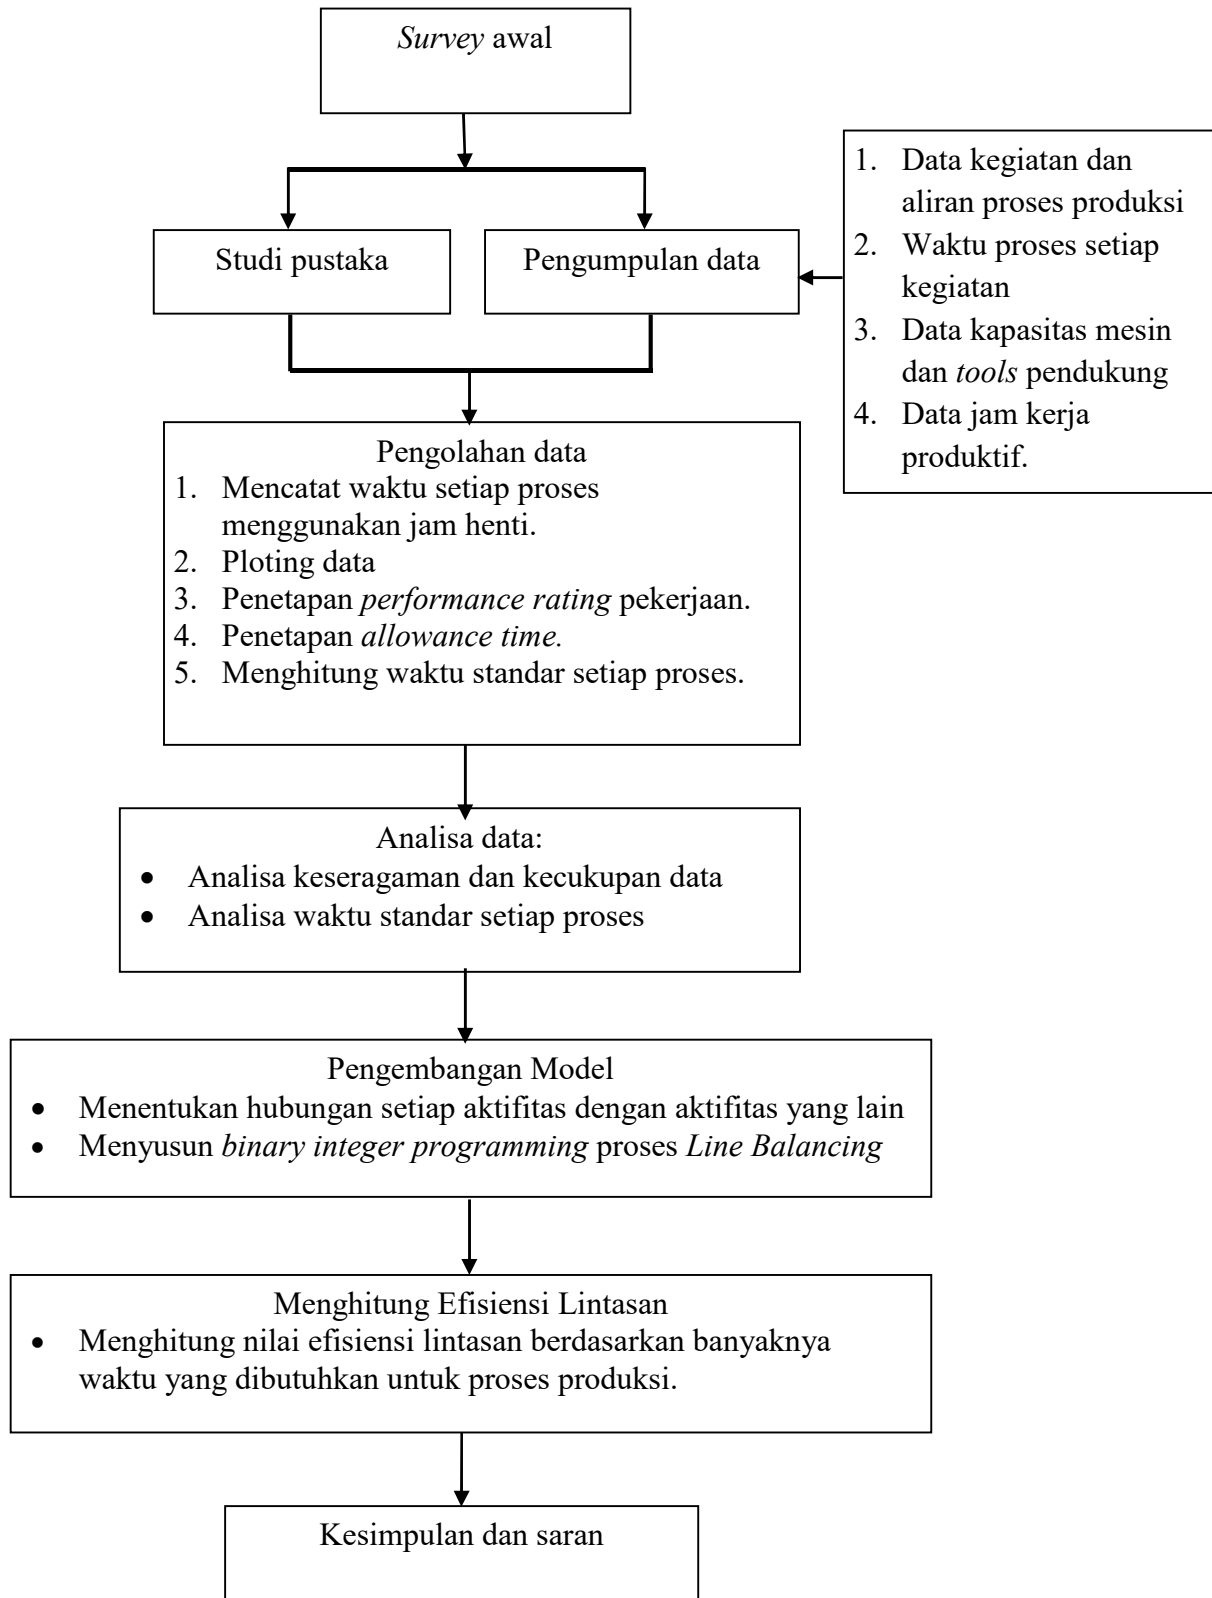 Survey awal
Studi pustaka
Pengumpulan data
1. Data kegiatan dan
aliran proses produksi
2. Waktu proses setiap
kegiatan
3. Data kapasitas mesin
dan tools pendukung
4. Data jam kerja
produktif.
Pengolahan data
1. Mencatat waktu setiap proses
menggunakan jam henti.
2. Ploting data
3. Penetapan performance rating pekerjaan.
4. Penetapan allowance time.
5. Menghitung waktu standar setiap proses.
Analisa data:
• Analisa keseragaman dan kecukupan data
• Analisa waktu standar setiap proses
Pengembangan Model
• Menentukan hubungan setiap aktifitas dengan aktifitas yang lain
• Menyusun binary integer programming proses Line Balancing
Menghitung Efisiensi Lintasan
• Menghitung nilai efisiensi lintasan berdasarkan banyaknya
waktu yang dibutuhkan untuk proses produksi.
Kesimpulan dan saran